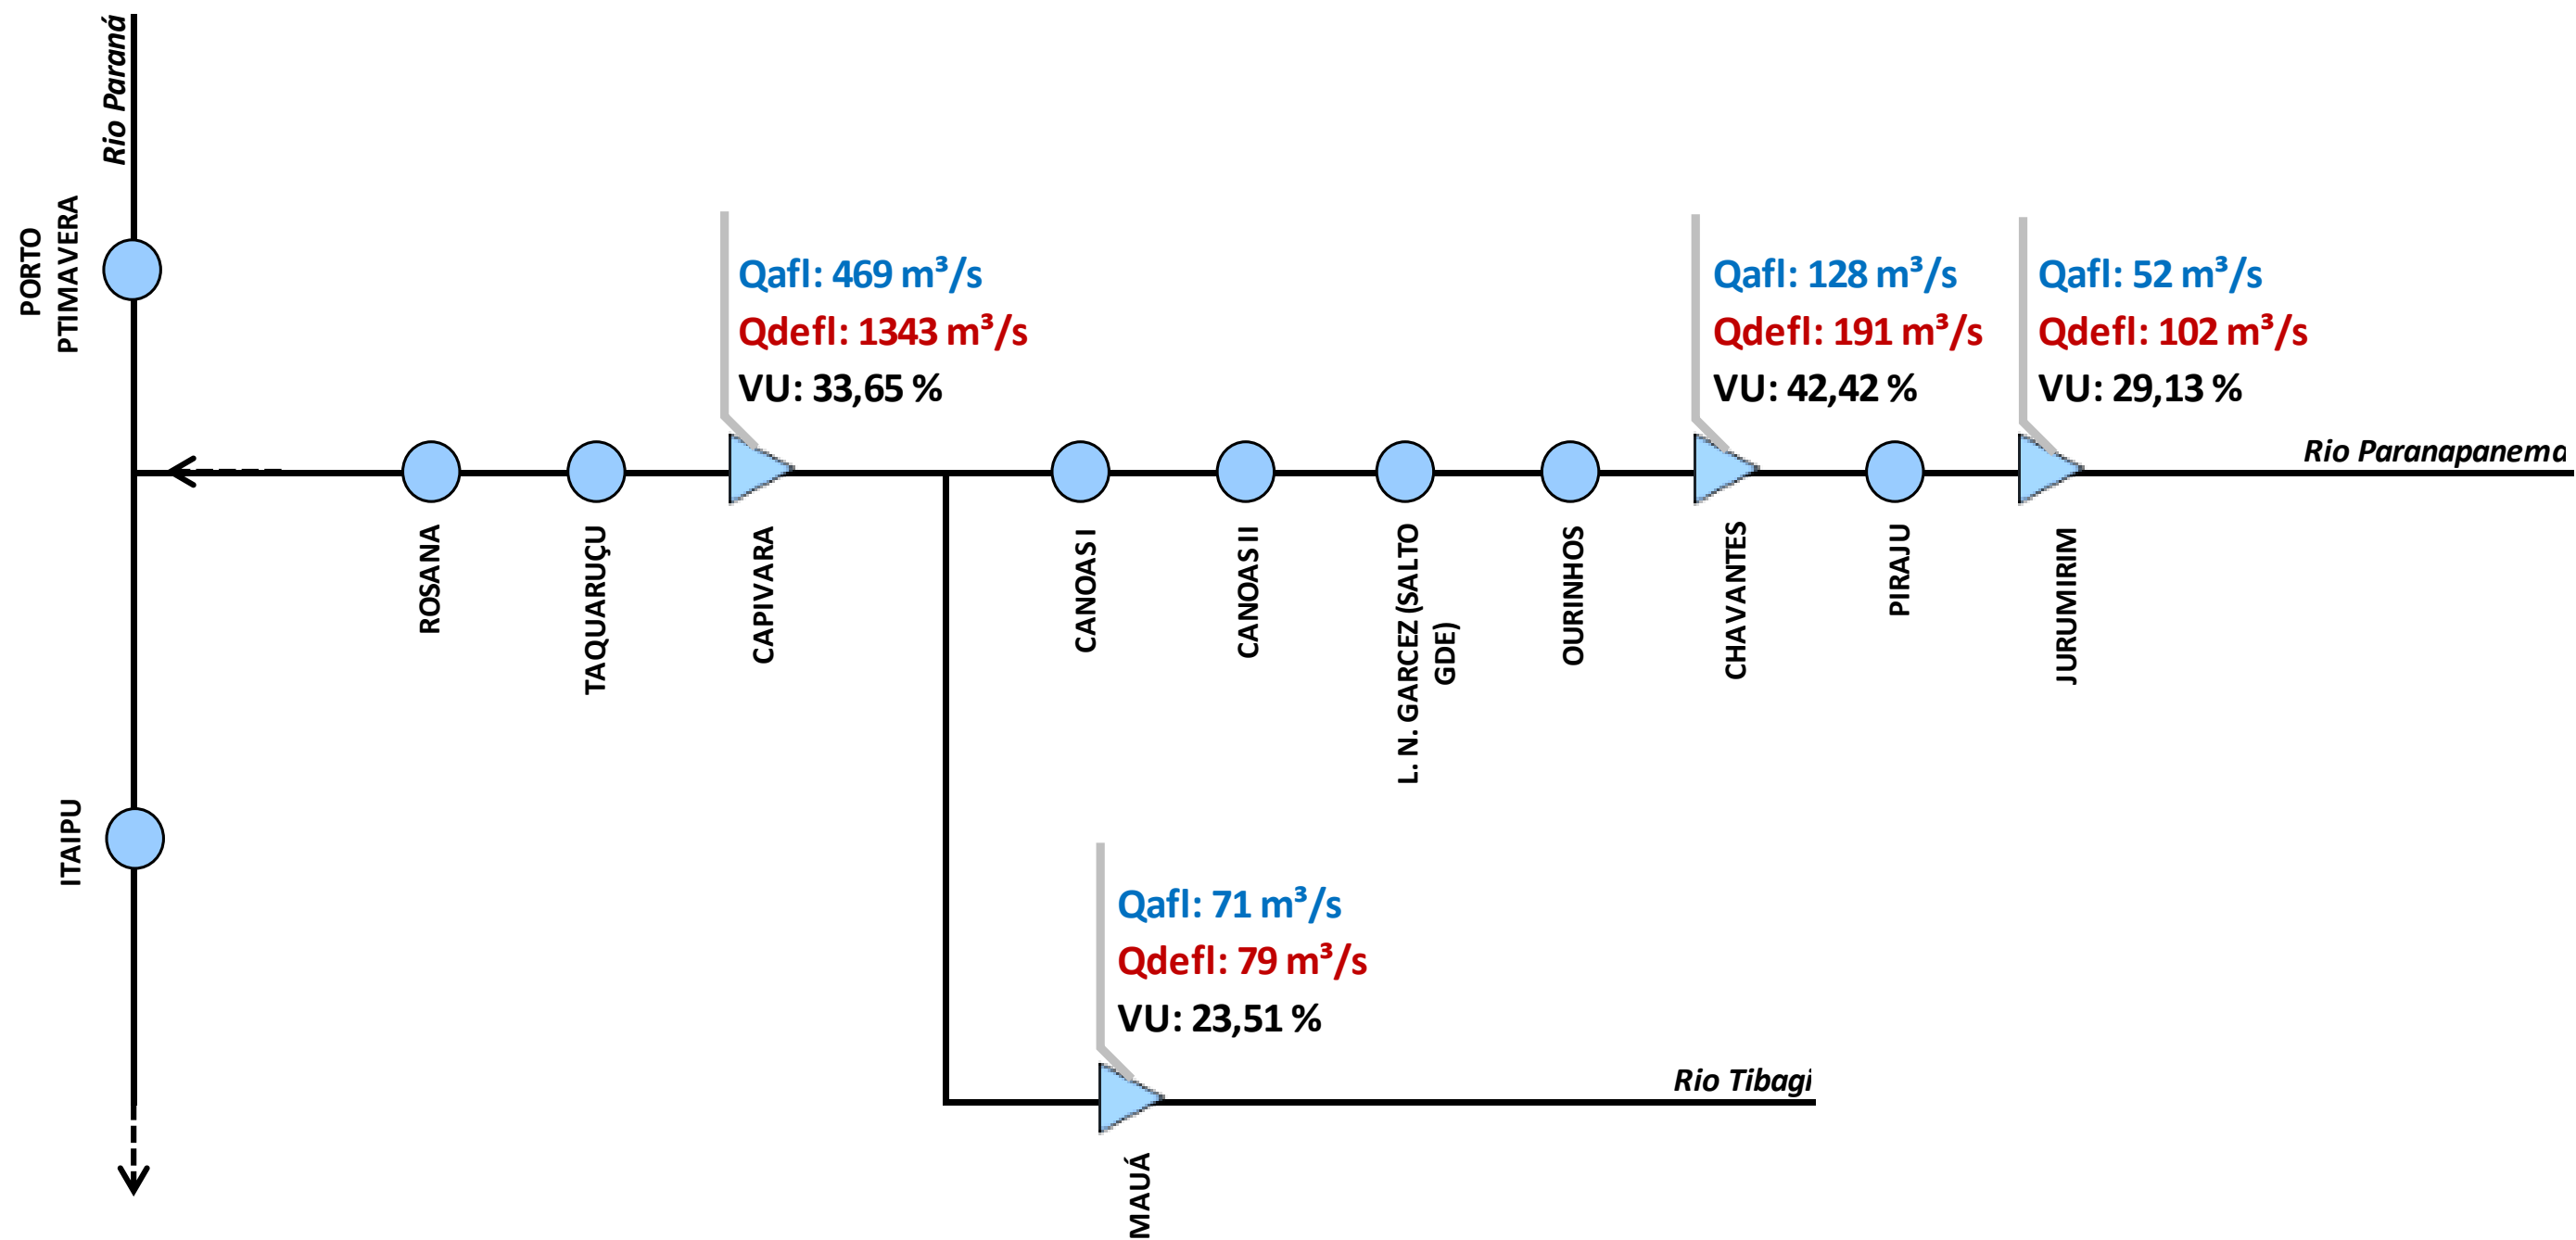 Rio Paraná
PORTO
PTIMAVERA
Qafl: 469 m³/s
Qdefl: 1343 m³/s
VU: 33,65 %
Qafl: 128 m³/s
Qdefl: 191 m³/s
VU: 42,42 %
Qafl: 52 m³/s
Qdefl: 102 m³/s
VU: 29,13 %
Rio Paranapanema
ROSANA
TAQUARUÇU
CAPIVARA
CANOAS I
CANOAS II
L. N. GARCEZ (SALTO
GDE)
OURINHOS
CHAVANTES
PIRAJU
JURUMIRIM
ITAIPU
Qafl: 71 m³/s
Qdefl: 79 m³/s
VU: 23,51 %
Rio Tibagi
MAUÁ